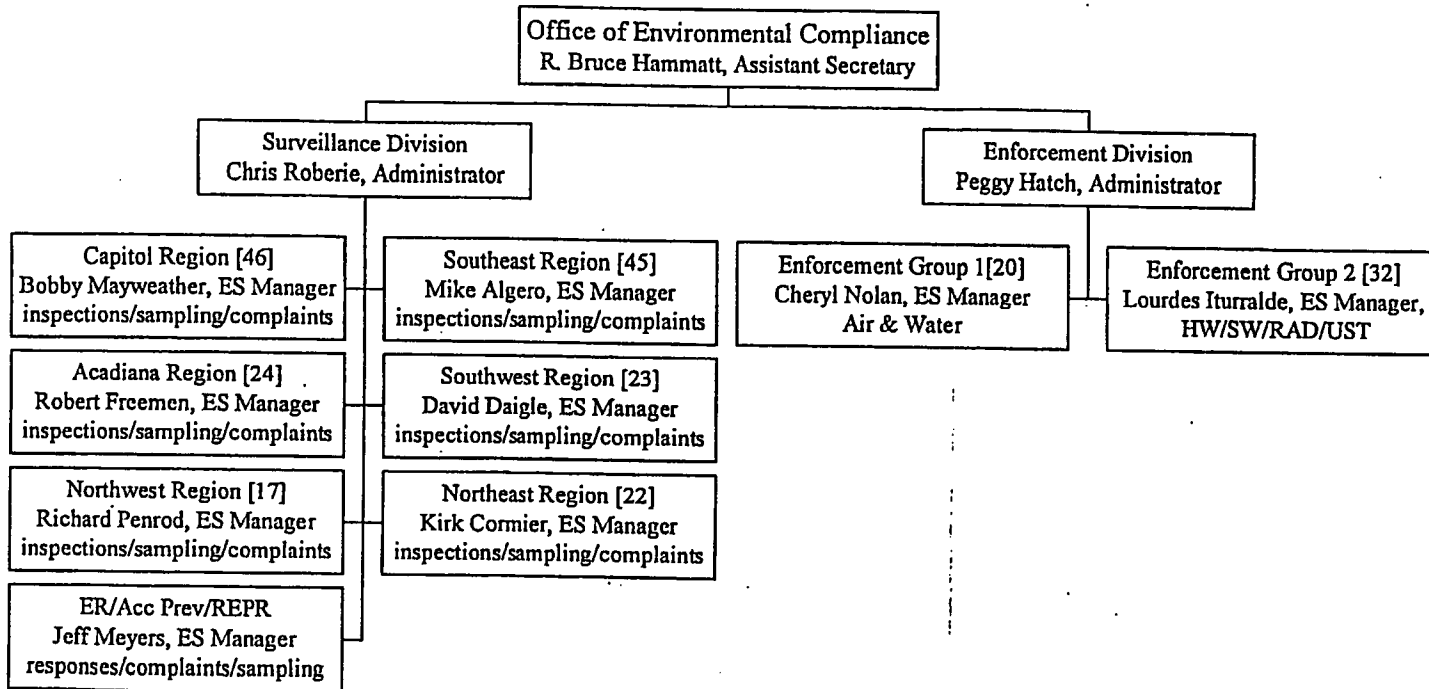 Office of Environmental Compliance
R. Bruce Hammatt, Assistant Secretary
Surveillance Division
Chris Roberie, Administrator
Enforcement Division
Peggy Hatch, Administrator
Capitol Region [46]
Bobby Mayweather, ES Manager
inspections/sampling/complaints
Southeast Region [45]
Mike Algero, ES Manager
inspections/sampling/complaints
Enforcement Group 1[20]
Cheryl Nolan, ES Manager
Air & Water
Enforcement Group 2 [32]
Lourdes Iturralde, ES Manager,
HW/SW/RAD/UST
Acadiana Region [24]
Robert Freemen, ES Manager
inspections/sampling/complaints
Southwest Region [23]
David Daigle, ES Manager
inspections/sampling/complaints
Northwest Region [17]
Richard Penrod, ES Manager
inspections/sampling/complaints
Northeast Region [22]
Kirk Cormier, ES Manager
inspections/sampling/complaints
ER/Acc Prev/REPR
Jeff Meyers, ES Manager
responses/complaints/sampling